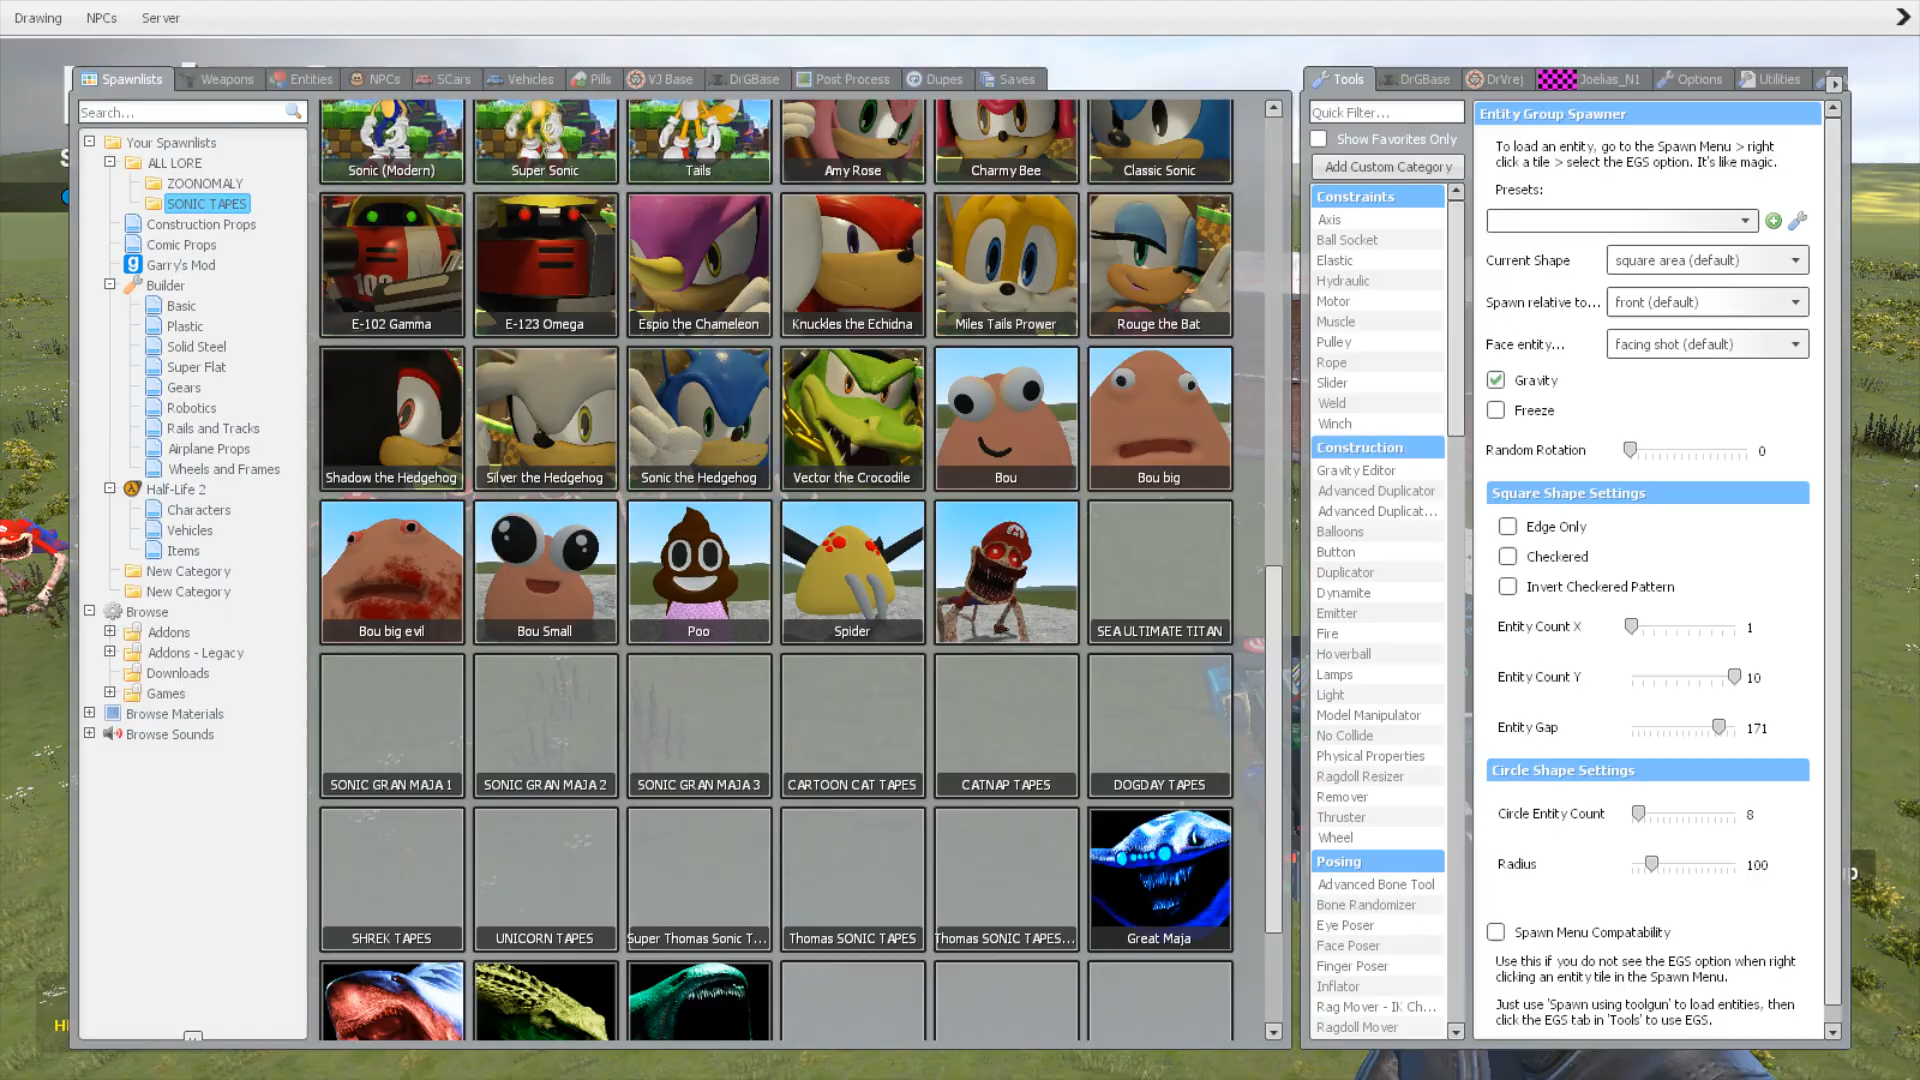 Drawing NPCs Server
Spawnlists Weapons Entities NPCs SCars Vehicles Pills VJ Base DrGBase Post Process Dupes Saves
Search...
Your Spawnlists
ALL LORE
ZOONOMALY
SONIC TAPES
Construction Props
Comic Props
Garry's Mod
Builder
Basic
Plastic
Solid Steel
Super Flat
Gears
Robotics
Rails and Tracks
Airplane Props
Wheels and Frames
Half-Life 2
Characters
Vehicles
Items
New Category
New Category
Browse
Addons
Addons - Legacy
Downloads
Games
Browse Materials
Browse Sounds
Sonic (Modern) Super Sonic Tails Amy Rose Charmy Bee Classic Sonic
E-102 Gamma E-123 Omega Espio the Chameleon Knuckles the Echidna Miles Tails Prower Rouge the Bat
Shadow the Hedgehog Silver the Hedgehog Sonic the Hedgehog Vector the Crocodile Bou Bou big
Bou big evil Bou Small Poo Spider SEA ULTIMATE TITAN
SONIC GRAN MAJA 1 SONIC GRAN MAJA 2 SONIC GRAN MAJA 3 CARTOON CAT TAPES CATNAP TAPES DOGDAY TAPES
SHREK TAPES UNICORN TAPES Super Thomas Sonic T... Thomas SONIC TAPES Thomas SONIC TAPES... Great Maja
Tools DrGBase DrVrej Joelias_N1 Options Utilities
Quick Filter...
Show Favorites Only
Add Custom Category
Constraints
Axis
Ball Socket
Elastic
Hydraulic
Motor
Muscle
Pulley
Rope
Slider
Weld
Winch
Construction
Gravity Editor
Advanced Duplicator
Advanced Duplicat...
Balloons
Button
Duplicator
Dynamite
Emitter
Fire
Hoverball
Lamps
Light
Model Manipulator
No Collide
Physical Properties
Ragdoll Resizer
Remover
Thruster
Wheel
Posing
Advanced Bone Tool
Bone Randomizer
Eye Poser
Face Poser
Finger Poser
Inflator
Rag Mover - IK Ch...
Ragdoll Mover
Entity Group Spawner
To load an entity, go to the Spawn Menu > right
click a tile > select the EGS option. It's like magic.
Presets:
Current Shape square area (default)
Spawn relative to... front (default)
Face entity... facing shot (default)
Gravity
Freeze
Random Rotation 0
Square Shape Settings
Edge Only
Checkered
Invert Checkered Pattern
Entity Count X 1
Entity Count Y 10
Entity Gap 171
Circle Shape Settings
Circle Entity Count 8
Radius 100
Spawn Menu Compatability
Use this if you do not see the EGS option when right
clicking an entity tile in the Spawn Menu.
Just use 'Spawn using toolgun' to load entities, then
click the EGS tab in 'Tools' to use EGS.